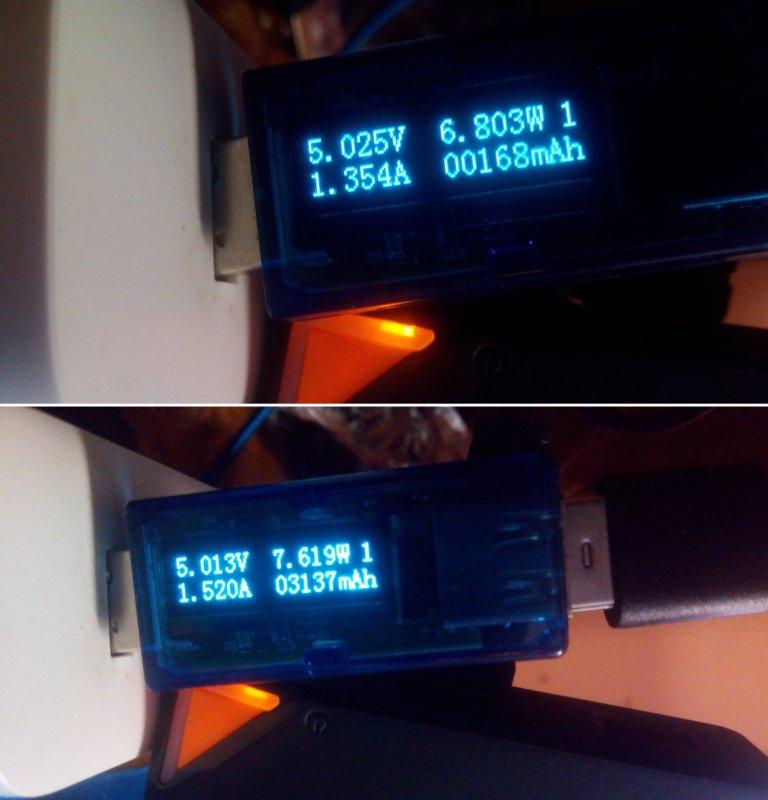 5.025V 6.803W 1
1.354A 00168mAh
5.013V 7.619W 1
1.520A 03137mAh